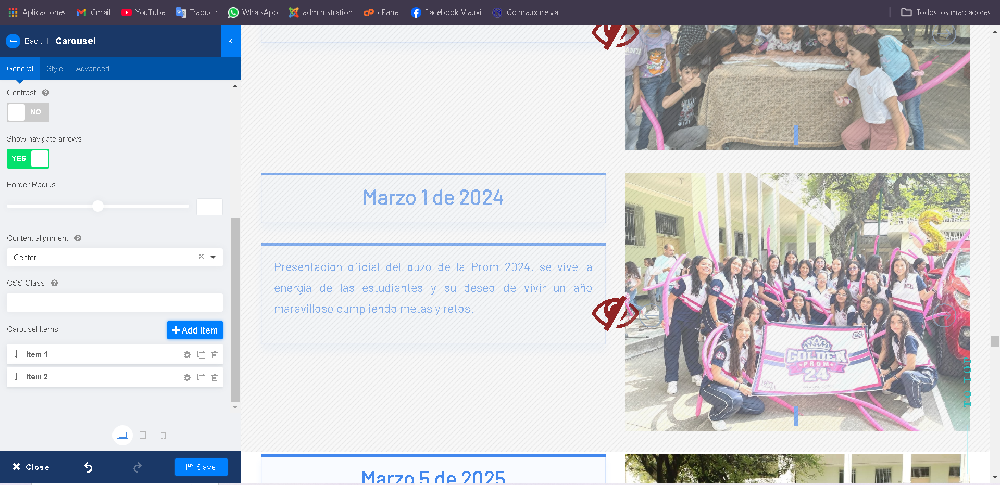 Aplicaciones
Gmail
YouTube
Traducir
WhatsApp
administration
cPanel
Facebook Mauxi
Colmauxineiva
Todos los marcadores
Back
Carousel
General
Style
Advanced
Contrast
NO
Show navigate arrows
YES
Border Radius
Content alignment
Center
CSS Class
Carousel Items
Add Item
Item 1
Item 2
Close
Save
Marzo 1 de 2024
Presentación oficial del buzo de la Prom 2024, se vive la
energía de las estudiantes y su deseo de vivir un año
maravilloso cumpliendo metas y retos.
GOLDEN
PROM
24
24
TO TOP
Marzo 5 de 2025